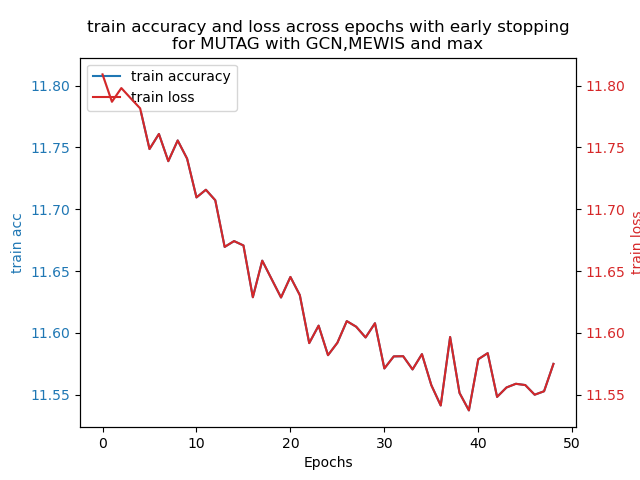 train accuracy and loss across epochs with early stopping
for MUTAG with GCN,MEWIS and max
train accuracy
train loss
11.80
11.75
11.70
11.65
11.60
11.55
train acc
11.80
11.75
11.70
11.65
11.60
11.55
train loss
0
10
20
30
40
50
Epochs